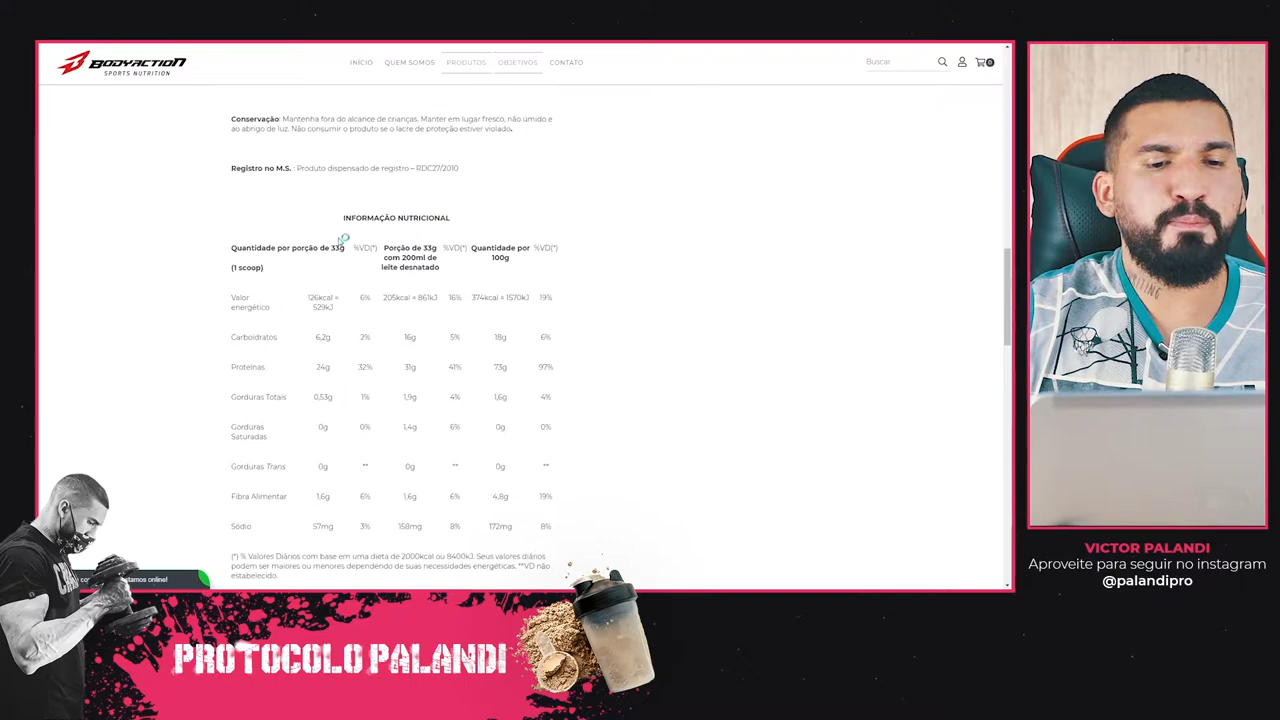 BODYACTION
SPORTS NUTRITION
INÍCIO QUEM SOMOS PRODUTOS OBJETIVOS CONTATO
Buscar
0
Conservação: Mantenha fora do alcance de crianças. Manter em lugar fresco, não úmido e
ao abrigo de luz. Não consumir o produto se o lacre de proteção estiver violado.
Registro no M.S. : Produto dispensado de registro – RDC27/2010
INFORMAÇÃO NUTRICIONAL
Quantidade por porção de 33g %VD(*) Porção de 33g %VD(*) Quantidade por %VD(*)
com 200ml de 100g
(1 scoop) leite desnatado
Valor 126kcal = 6% 205kcal = 861kJ 16% 374kcal = 1570kJ 19%
energético 529kJ
Carboidratos 6,2g 2% 16g 5% 18g 6%
Proteínas 24g 32% 31g 41% 73g 97%
Gorduras Totais 0,53g 1% 1,9g 4% 1,6g 4%
Gorduras 0g 0% 1,4g 6% 0g 0%
Saturadas
Gorduras Trans 0g ** 0g ** 0g **
Fibra Alimentar 1,6g 6% 1,6g 6% 4,8g 19%
Sódio 57mg 3% 158mg 8% 172mg 8%
(*) % Valores Diários com base em uma dieta de 2000kcal ou 8400kJ. Seus valores diários
podem ser maiores ou menores dependendo de suas necessidades energéticas. **VD não
estabelecido.
estamos online!
PROTOCOLO PALANDI
VICTOR PALANDI
Aproveite para seguir no instagram
@palandipro